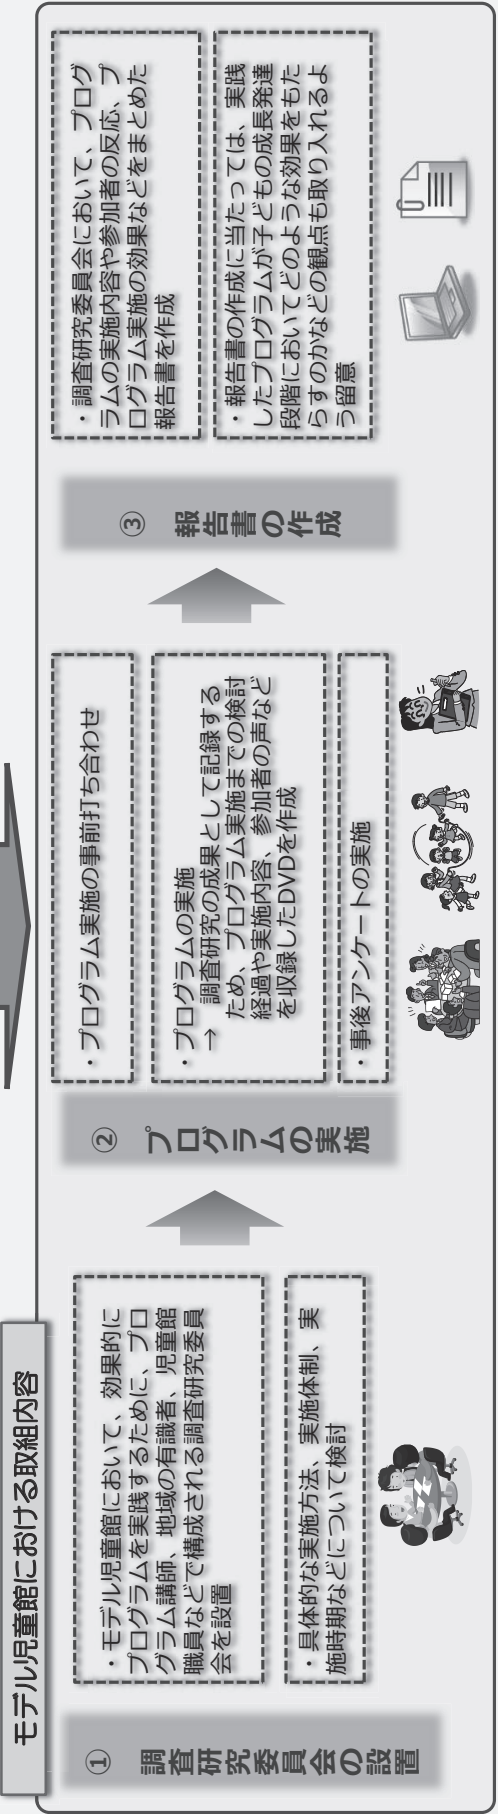 モデル児童館における取組内容
①
調査研究委員会の設置
・モデル児童館において、効果的に
プログラムを実践するために、プロ
グラム講師、地域の有識者、児童館
職員などで構成される調査研究委員
会を設置
・具体的な実施方法、実施体制、実
施時期などについて検討
②
プログラムの実施
・プログラム実施の事前打ち合わせ
・プログラムの実施
→ 調査研究の成果として記録する
ため、プログラム実施までの検討
経過や実施内容、参加者の声など
を収録したDVDを作成
・事後アンケートの実施
③
報告書の作成
・調査研究委員会において、プログ
ラムの実施内容や参加者の反応、プ
ログラム実施の効果などをまとめた
報告書を作成
・報告書の作成に当たっては、実践
したプログラムが子どもの成長発達
段階においてどのような効果をもた
らすのかなどの観点も取り入れるよ
う留意